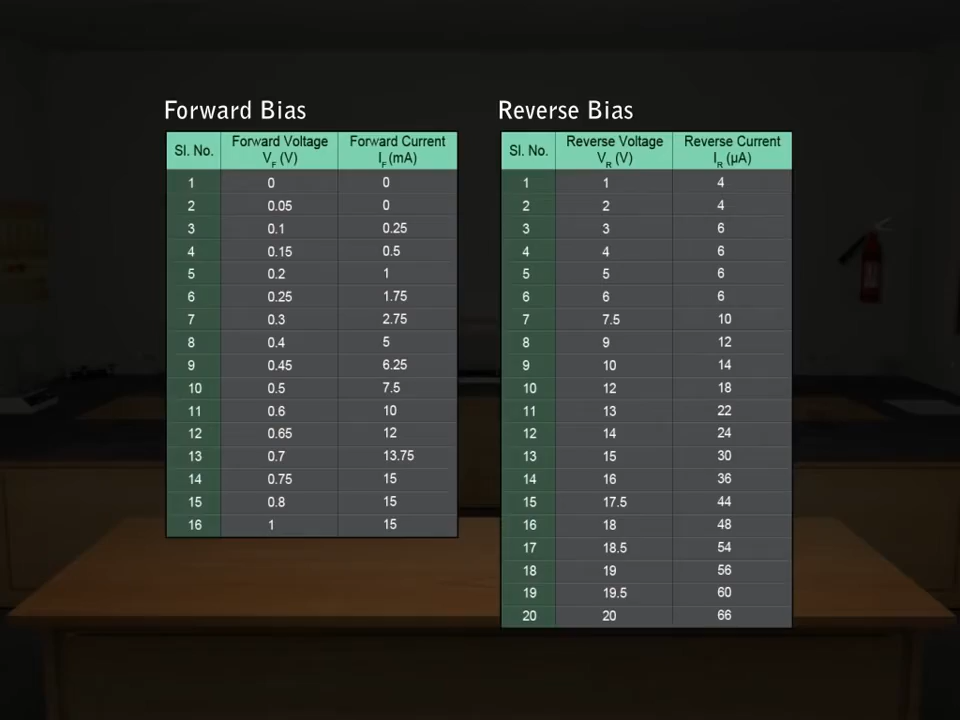 Forward Bias
Sl. No. Forward Voltage V_F (V) Forward Current I_F (mA)
1 0 0
2 0.05 0
3 0.1 0.25
4 0.15 0.5
5 0.2 1
6 0.25 1.75
7 0.3 2.75
8 0.4 5
9 0.45 6.25
10 0.5 7.5
11 0.6 10
12 0.65 12
13 0.7 13.75
14 0.75 15
15 0.8 15
16 1 15
Reverse Bias
Sl. No. Reverse Voltage V_R (V) Reverse Current I_R (µA)
1 1 4
2 2 4
3 3 6
4 4 6
5 5 6
6 6 6
7 7.5 10
8 9 12
9 10 14
10 12 18
11 13 22
12 14 24
13 15 30
14 16 36
15 17.5 44
16 18 48
17 18.5 54
18 19 56
19 19.5 60
20 20 66